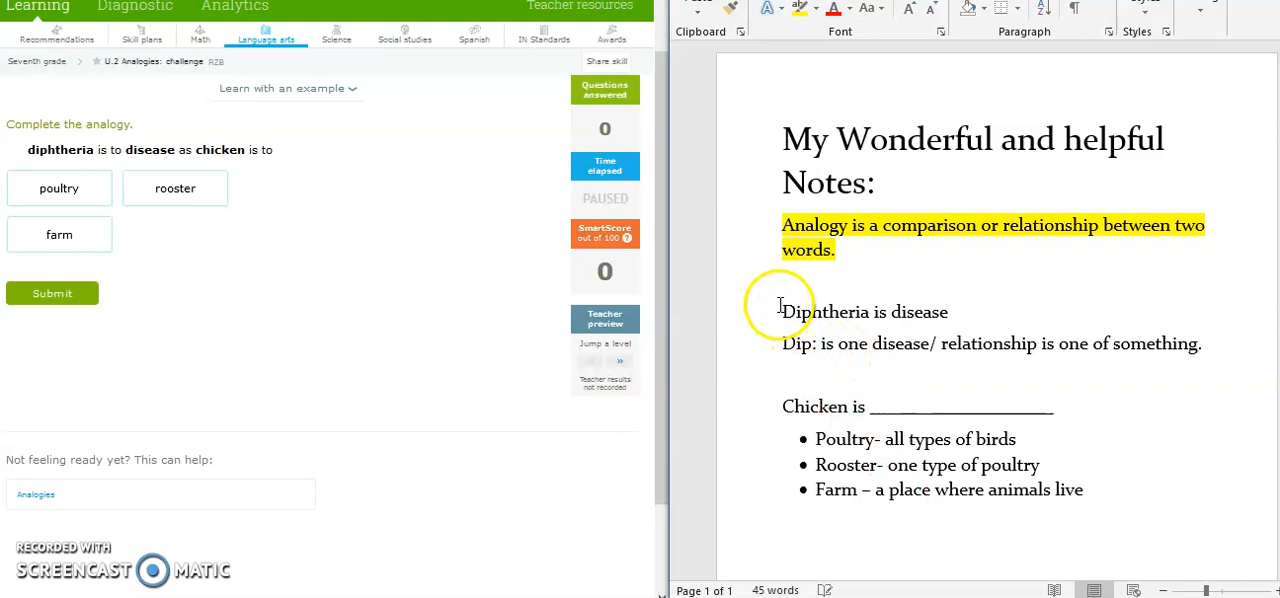 Learning Diagnostic Analytics Teacher resources
Recommendations Skill plans Math Language arts Science Social studies Spanish IN Standards Awards
Seventh grade > U.2 Analogies: challenge RZB
Share skill
Learn with an example
Complete the analogy.
diphtheria is to disease as chicken is to
poultry rooster
farm
Submit
Questions
answered
0
Time
elapsed
PAUSED
SmartScore
out of 100 ?
0
Teacher
preview
Jump a level
»
Teacher results
not recorded
Not feeling ready yet? This can help:
Analogies
RECORDED WITH
SCREENCAST MATIC
Aa
Clipboard Font Paragraph Styles
My Wonderful and helpful
Notes:
Analogy is a comparison or relationship between two
words.
Diphtheria is disease
Dip: is one disease/ relationship is one of something.
Chicken is ____________________
• Poultry- all types of birds
• Rooster- one type of poultry
• Farm – a place where animals live
Page 1 of 1 45 words